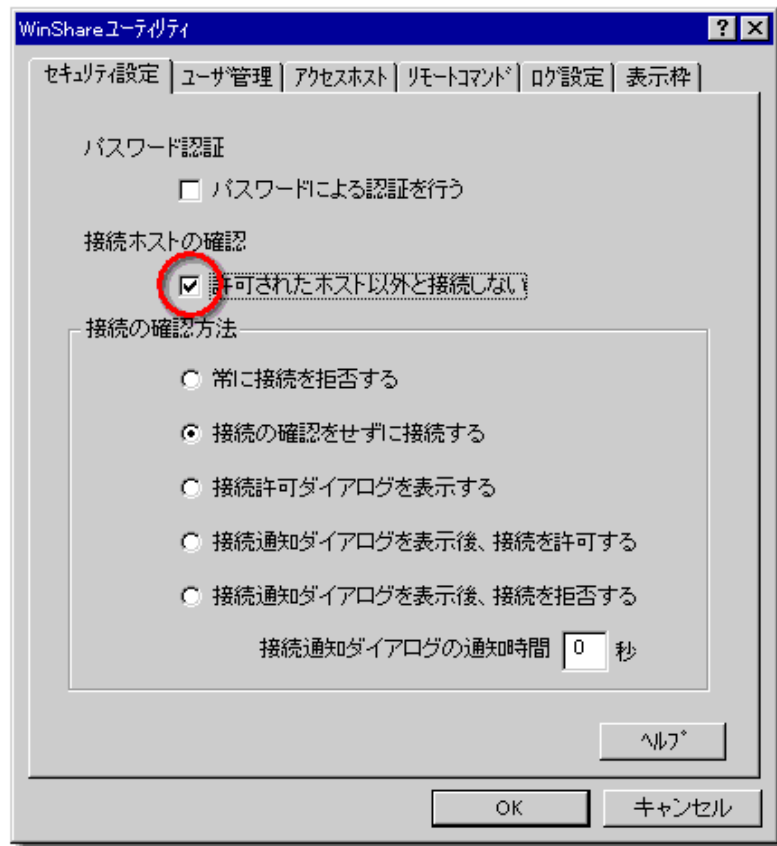 WinShareユーティリティ
セキュリティ設定 ユーザ管理 アクセスホスト リモートコマンド ログ設定 表示枠
パスワード認証
パスワードによる認証を行う
接続ホストの確認
許可されたホスト以外と接続しない
接続の確認方法
常に接続を拒否する
接続の確認をせずに接続する
接続許可ダイアログを表示する
接続通知ダイアログを表示後、接続を許可する
接続通知ダイアログを表示後、接続を拒否する
接続通知ダイアログの通知時間 0 秒
ヘルプ
OK キャンセル